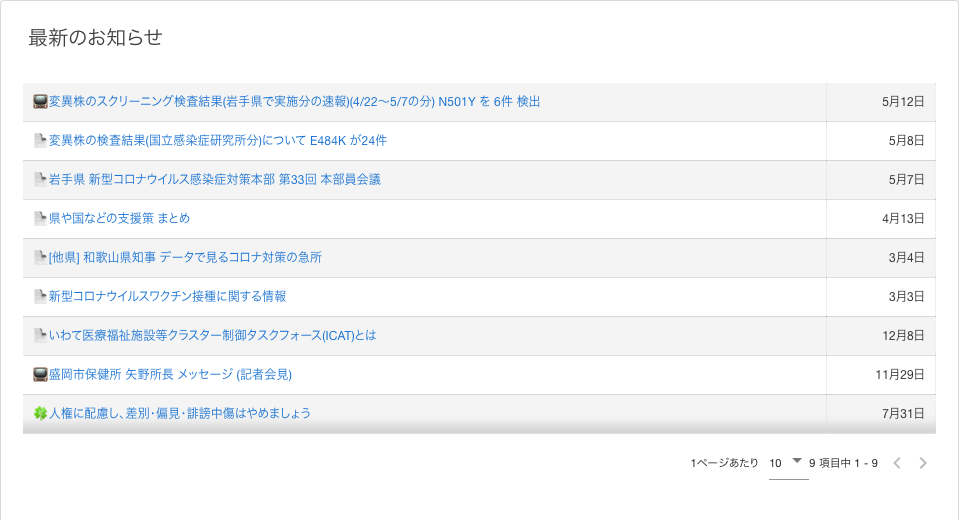 最新のお知らせ
変異株のスクリーニング検査結果(岩手県で実施分の速報)(4/22〜5/7の分) N501Y を 6件 検出 5月12日
変異株の検査結果(国立感染症研究所分)について E484K が24件 5月8日
岩手県 新型コロナウイルス感染症対策本部 第33回 本部員会議 5月7日
県や国などの支援策 まとめ 4月13日
[他県] 和歌山県知事 データで見るコロナ対策の急所 3月4日
新型コロナウイルスワクチン接種に関する情報 3月3日
いわて医療福祉施設等クラスター制御タスクフォース(ICAT)とは 12月8日
盛岡市保健所 矢野所長 メッセージ (記者会見) 11月29日
人権に配慮し、差別・偏見・誹謗中傷はやめましょう 7月31日
1ページあたり 10 9 項目中 1 - 9